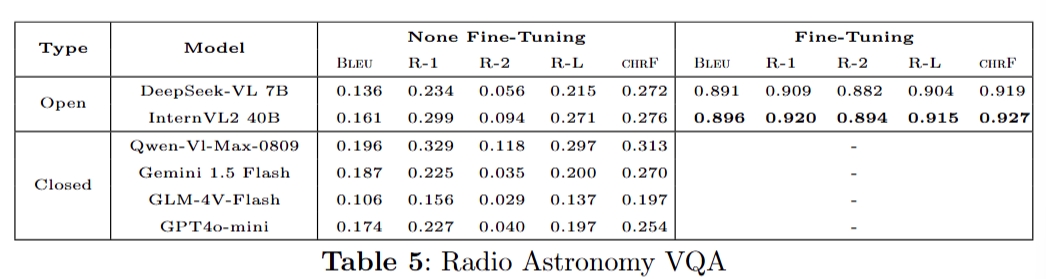 Type Model None Fine-Tuning Fine-Tuning
BLEU R-1 R-2 R-L CHRF BLEU R-1 R-2 R-L CHRF
Open DeepSeek-VL 7B 0.136 0.234 0.056 0.215 0.272 0.891 0.909 0.882 0.904 0.919
InternVL2 40B 0.161 0.299 0.094 0.271 0.276 0.896 0.920 0.894 0.915 0.927
Closed Qwen-Vl-Max-0809 0.196 0.329 0.118 0.297 0.313 -
Gemini 1.5 Flash 0.187 0.225 0.035 0.200 0.270 -
GLM-4V-Flash 0.106 0.156 0.029 0.137 0.197 -
GPT4o-mini 0.174 0.227 0.040 0.197 0.254 -
Table 5: Radio Astronomy VQA